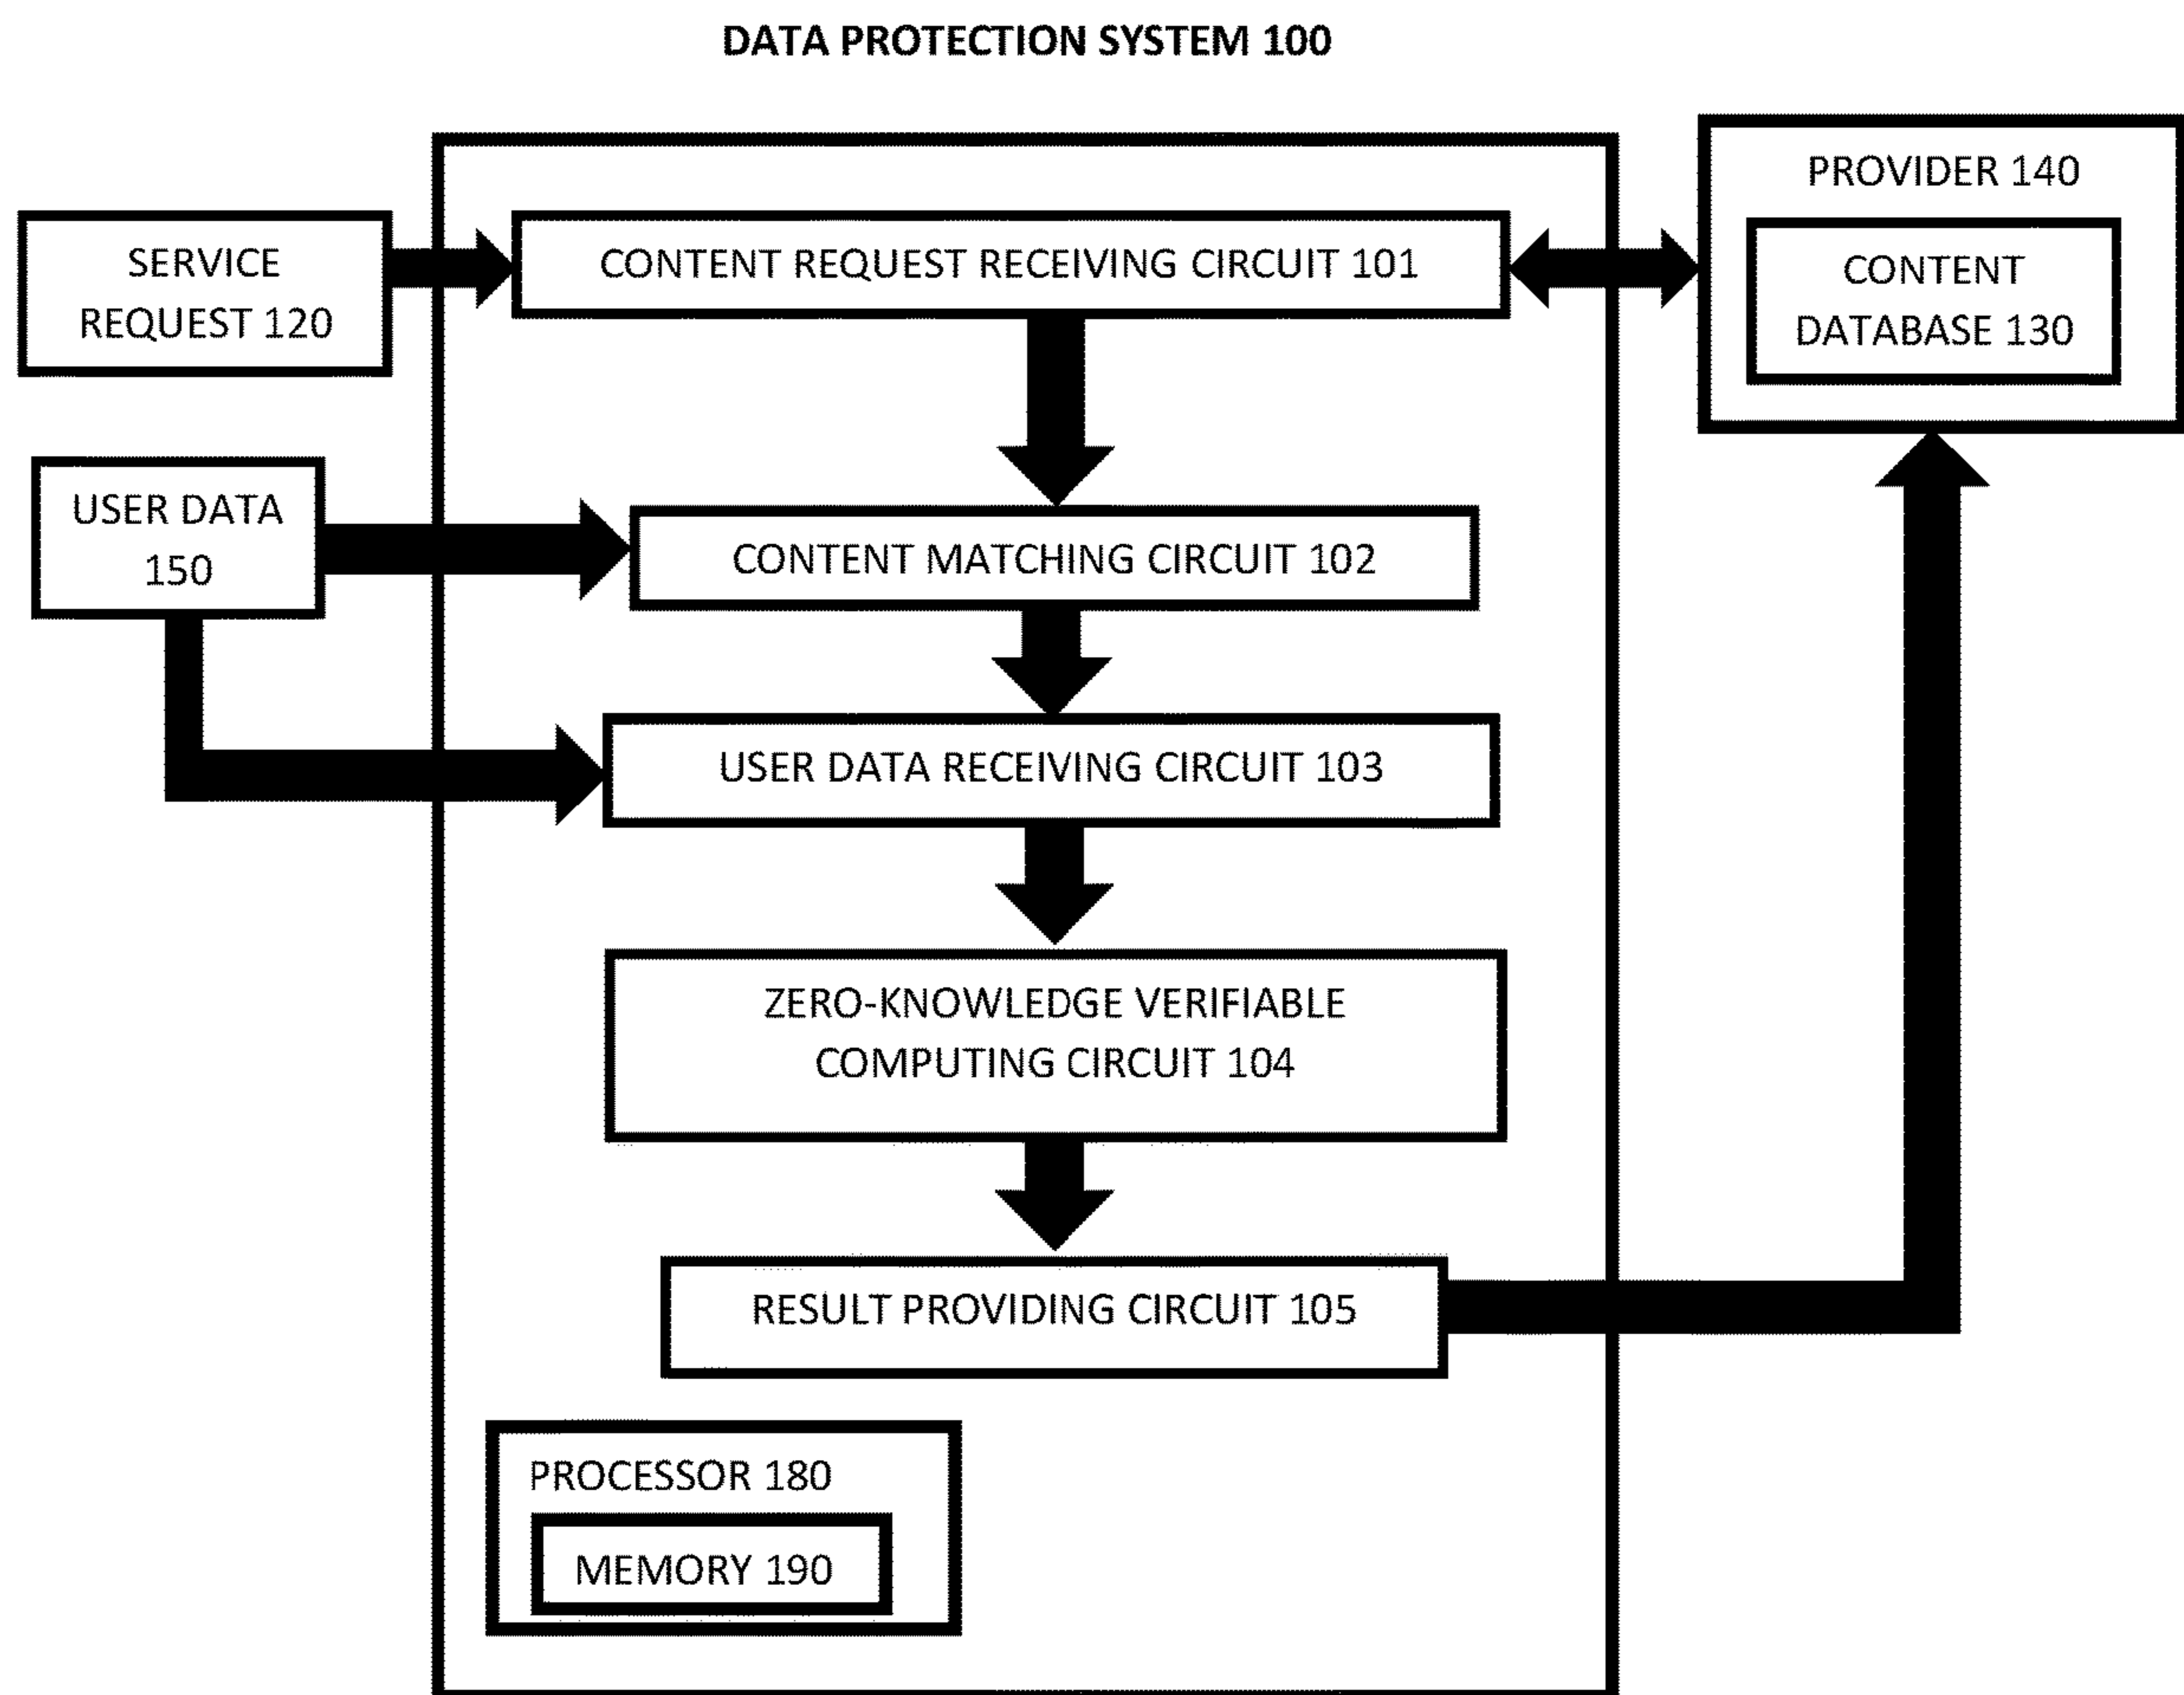 DATA PROTECTION SYSTEM 100
PROVIDER 140
CONTENT
DATABASE 130
SERVICE
REQUEST 120
CONTENT REQUEST RECEIVING CIRCUIT 101
USER DATA
150
CONTENT MATCHING CIRCUIT 102
USER DATA RECEIVING CIRCUIT 103
ZERO-KNOWLEDGE VERIFIABLE
COMPUTING CIRCUIT 104
RESULT PROVIDING CIRCUIT 105
PROCESSOR 180
MEMORY 190